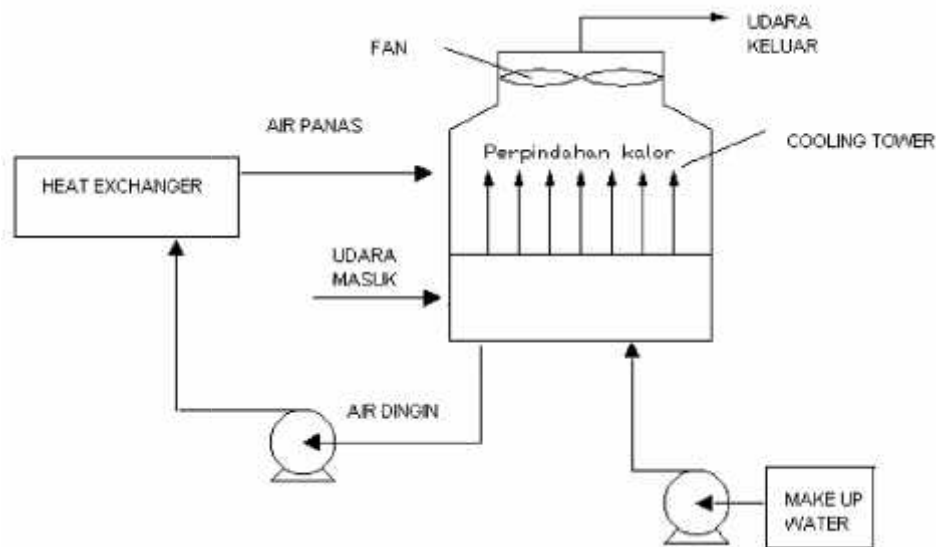 UDARA
KELUAR
FAN
AIR PANAS
Perpindahan kalor
COOLING TOWER
HEAT EXCHANGER
UDARA
MASUK
AIR DINGIN
MAKE UP
WATER